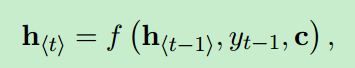 h⟨t⟩ = f (h⟨t−1⟩, yt−1, c) ,